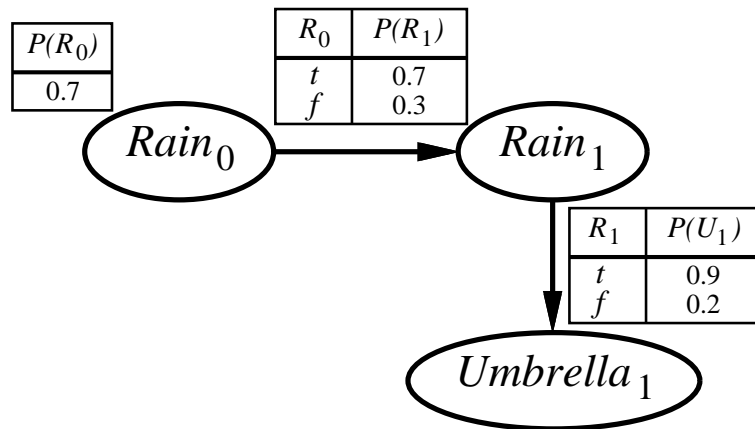 P(R₀)
0.7
R₀ P(R₁)
t 0.7
f 0.3
Rain₀
Rain₁
R₁ P(U₁)
t 0.9
f 0.2
Umbrella₁